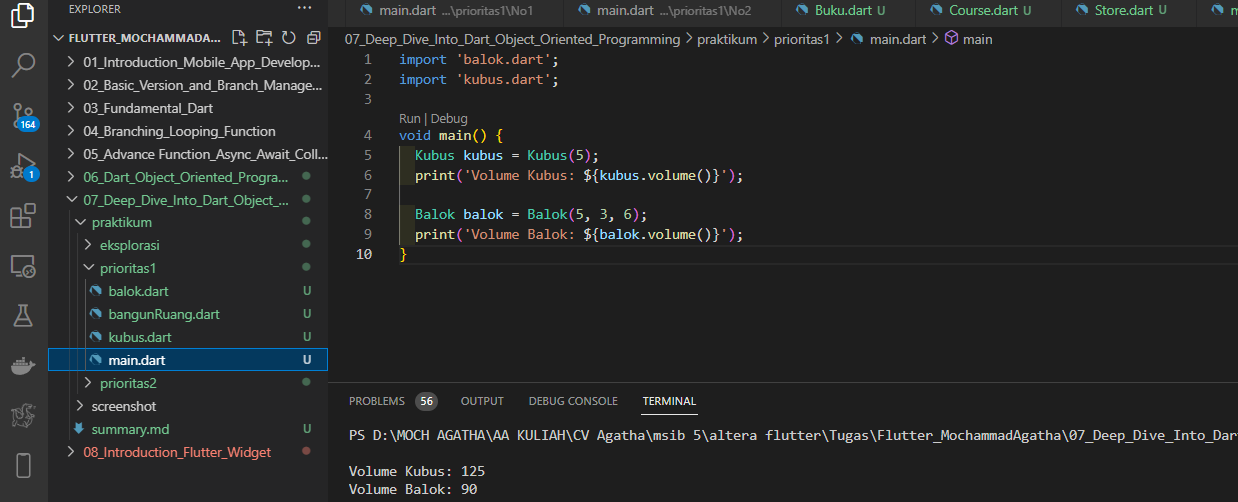 EXPLORER ...
FLUTTER_MOCHAMMADA...
01_Introduction_Mobile_App_Develop...
02_Basic_Version_and_Branch_Manage...
03_Fundamental_Dart
04_Branching_Looping_Function
05_Advance Function_Async_Await_Coll...
06_Dart_Object_Oriented_Progra...
07_Deep_Dive_Into_Dart_Object_...
praktikum
eksplorasi
prioritas1
balok.dart U
bangunRuang.dart U
kubus.dart U
main.dart U
prioritas2
screenshot
summary.md U
08_Introduction_Flutter_Widget
164
1
main.dart ...\prioritas1\No1 main.dart ...\prioritas1\No2 Buku.dart U Course.dart U Store.dart U
07_Deep_Dive_Into_Dart_Object_Oriented_Programming > praktikum > prioritas1 > main.dart > main
1 import 'balok.dart';
2 import 'kubus.dart';
3
Run | Debug
4 void main() {
5 Kubus kubus = Kubus(5);
6 print('Volume Kubus: ${kubus.volume()}');
7
8 Balok balok = Balok(5, 3, 6);
9 print('Volume Balok: ${balok.volume()}');
10 }
PROBLEMS 56 OUTPUT DEBUG CONSOLE TERMINAL
PS D:\MOCH AGATHA\AA KULIAH\CV Agatha\msib 5\altera flutter\Tugas\Flutter_MochammadAgatha\07_Deep_Dive_Into_Dar
Volume Kubus: 125
Volume Balok: 90